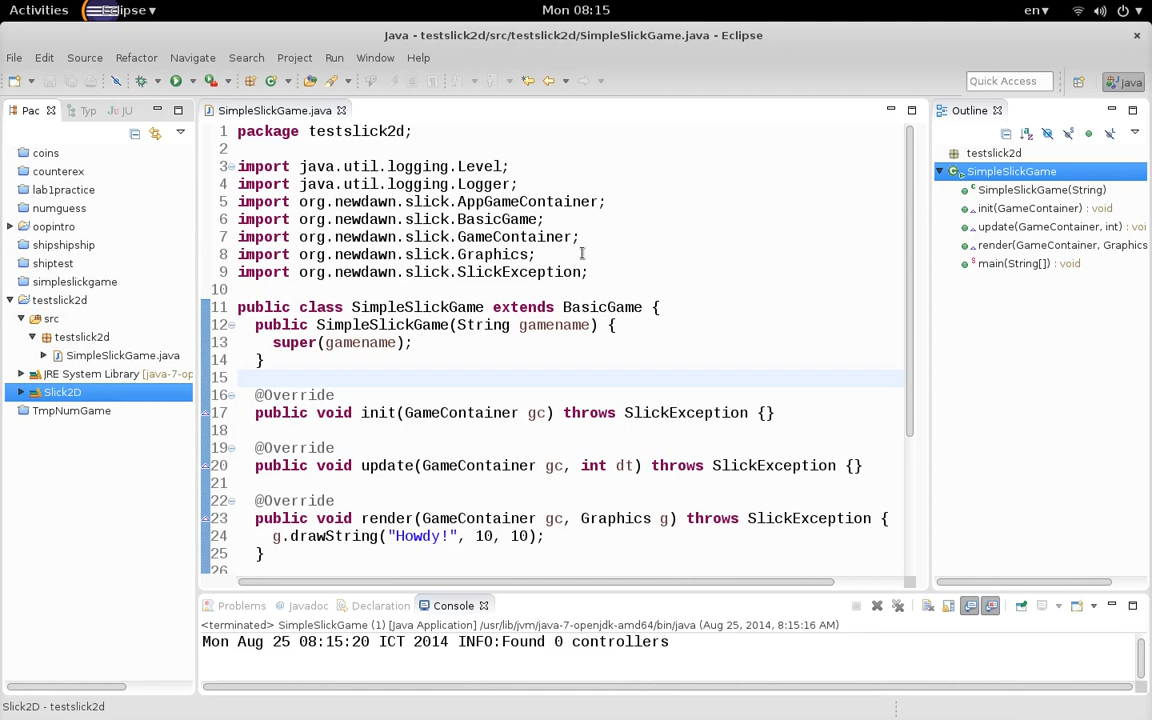 Activities Eclipse ▾ Mon 08:15 en ▾
Java - testslick2d/src/testslick2d/SimpleSlickGame.java - Eclipse ×
File Edit Source Refactor Navigate Search Project Run Window Help
Quick Access Java
Pac Typ JU
coins
counterex
lab1practice
numguess
oopintro
shipshipship
shiptest
simpleslickgame
testslick2d
src
testslick2d
SimpleSlickGame.java
JRE System Library [java-7-op
Slick2D
TmpNumGame
SimpleSlickGame.java
1 package testslick2d;
2
3 import java.util.logging.Level;
4 import java.util.logging.Logger;
5 import org.newdawn.slick.AppGameContainer;
6 import org.newdawn.slick.BasicGame;
7 import org.newdawn.slick.GameContainer;
8 import org.newdawn.slick.Graphics;
9 import org.newdawn.slick.SlickException;
10
11 public class SimpleSlickGame extends BasicGame {
12 public SimpleSlickGame(String gamename) {
13 super(gamename);
14 }
15
16 @Override
17 public void init(GameContainer gc) throws SlickException {}
18
19 @Override
20 public void update(GameContainer gc, int dt) throws SlickException {}
21
22 @Override
23 public void render(GameContainer gc, Graphics g) throws SlickException {
24 g.drawString("Howdy!", 10, 10);
25 }
26
Outline
testslick2d
SimpleSlickGame
SimpleSlickGame(String)
init(GameContainer) : void
update(GameContainer, int) : voi
render(GameContainer, Graphics
main(String[]) : void
Problems @ Javadoc Declaration Console
<terminated> SimpleSlickGame (1) [Java Application] /usr/lib/jvm/java-7-openjdk-amd64/bin/java (Aug 25, 2014, 8:15:16 AM)
Mon Aug 25 08:15:20 ICT 2014 INFO:Found 0 controllers
Slick2D - testslick2d